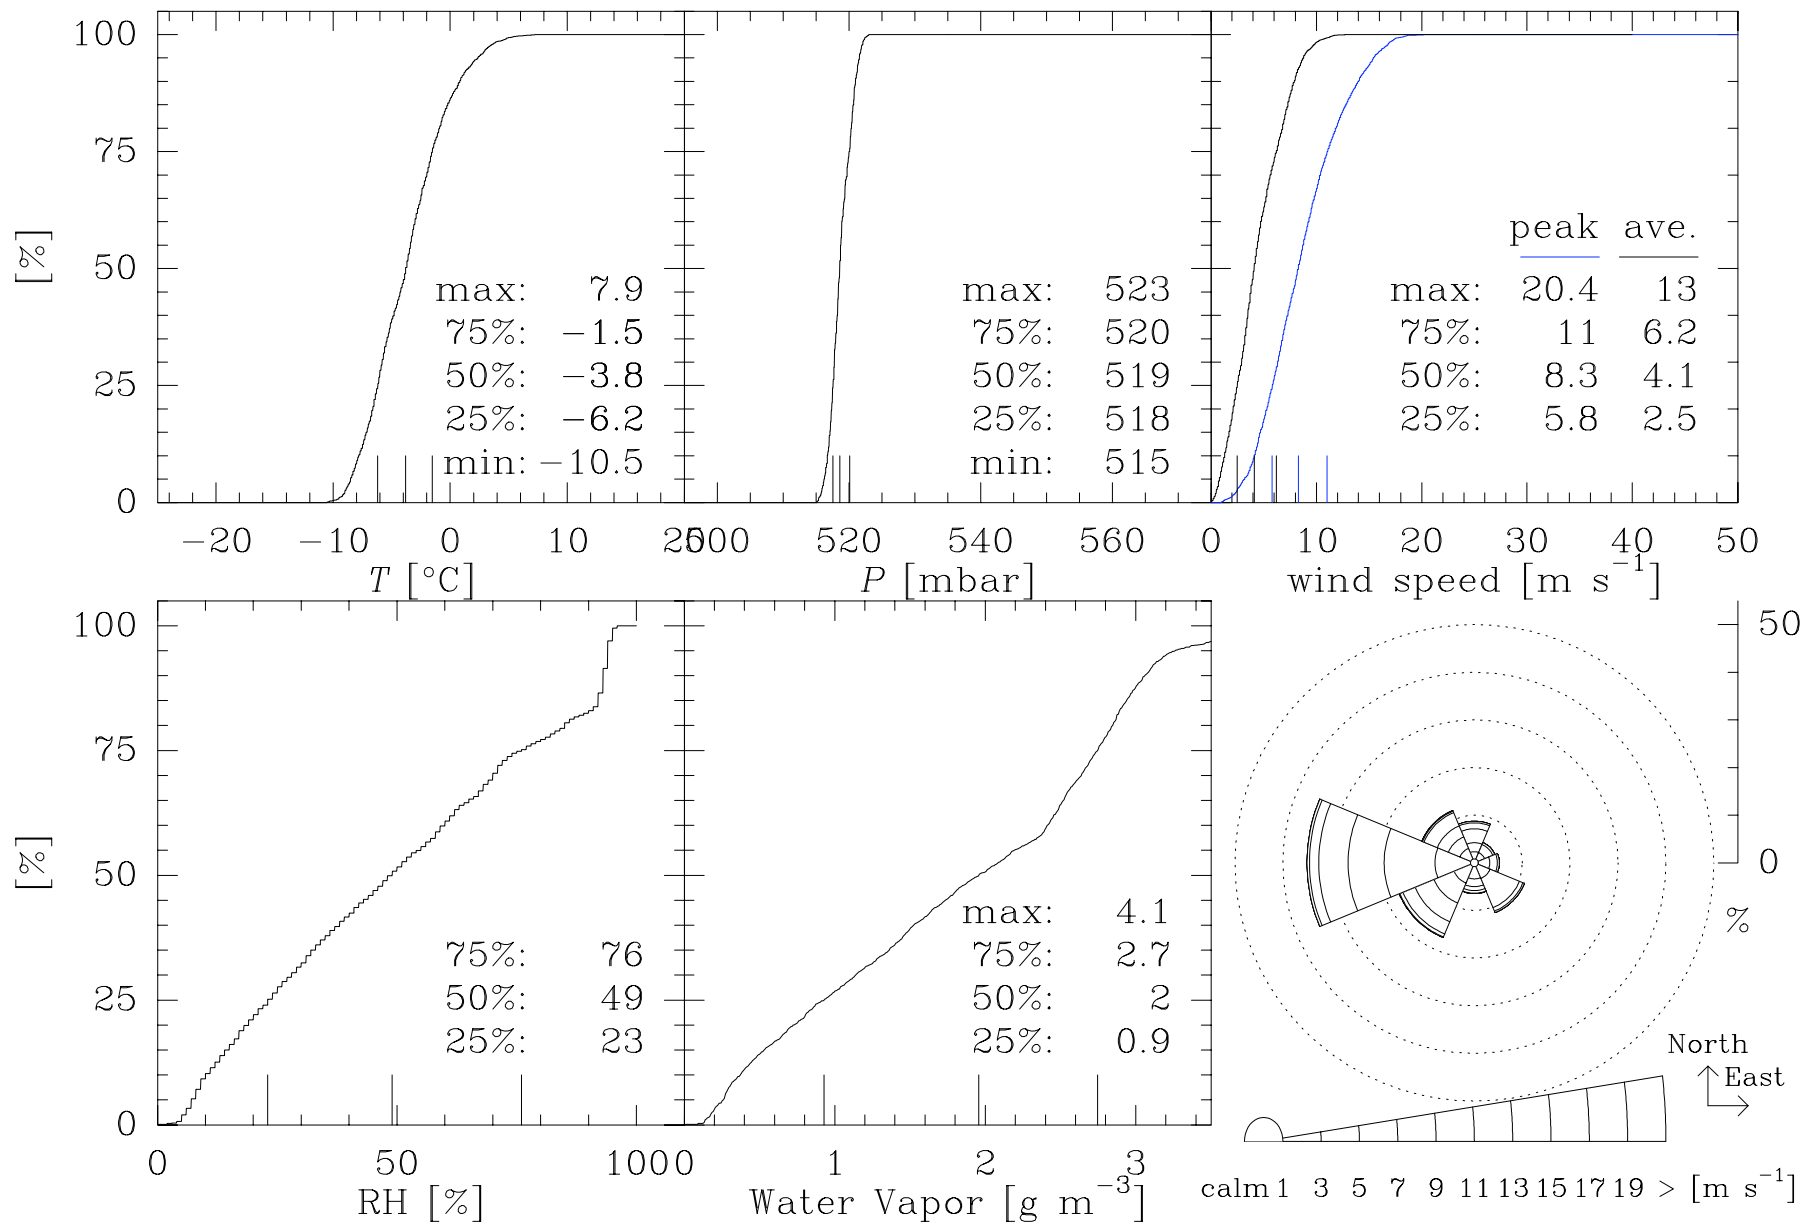 100
75
50
25
0
[%]
max: 7.9
75%: −1.5
50%: −3.8
25%: −6.2
min: −10.5
−20 −10 0 10 20
T [°C]
max: 523
75%: 520
50%: 519
25%: 518
min: 515
500 520 540 560
P [mbar]
peak ave.
max: 20.4 13
75%: 11 6.2
50%: 8.3 4.1
25%: 5.8 2.5
0 10 20 30 40 50
wind speed [m s⁻¹]
100
75
50
25
0
[%]
75%: 76
50%: 49
25%: 23
0 50 100
RH [%]
max: 4.1
75%: 2.7
50%: 2
25%: 0.9
0 1 2 3
Water Vapor [g m⁻³]
50
0
%
North
East
calm 1 3 5 7 9 11 13 15 17 19 > [m s⁻¹]